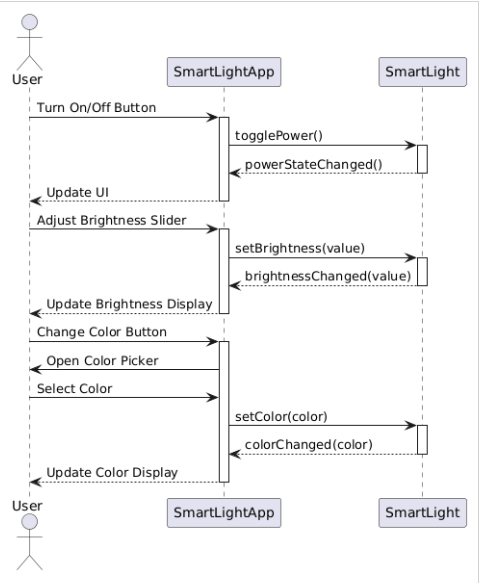 User
SmartLightApp
SmartLight
Turn On/Off Button
togglePower()
powerStateChanged()
Update UI
Adjust Brightness Slider
setBrightness(value)
brightnessChanged(value)
Update Brightness Display
Change Color Button
Open Color Picker
Select Color
setColor(color)
colorChanged(color)
Update Color Display
User
SmartLightApp
SmartLight